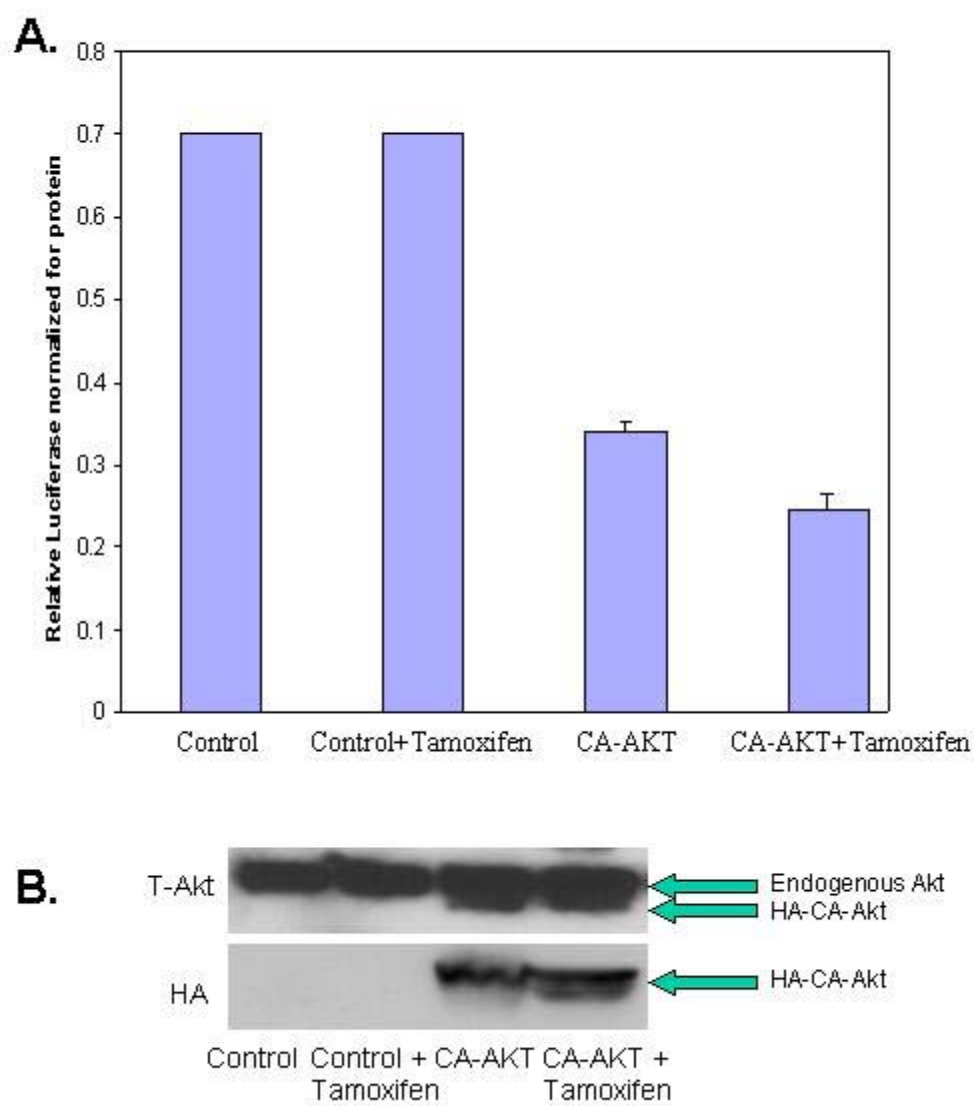 A.
Relative Luciferase normalized for protein
0.8
0.7
0.6
0.5
0.4
0.3
0.2
0.1
0
Control
Control+Tamoxifen
CA-AKT
CA-AKT+Tamoxifen
B.
T-Akt
Endogenous Akt
HA-CA-Akt
HA
HA-CA-Akt
Control
Control +
Tamoxifen
CA-AKT
CA-AKT +
Tamoxifen